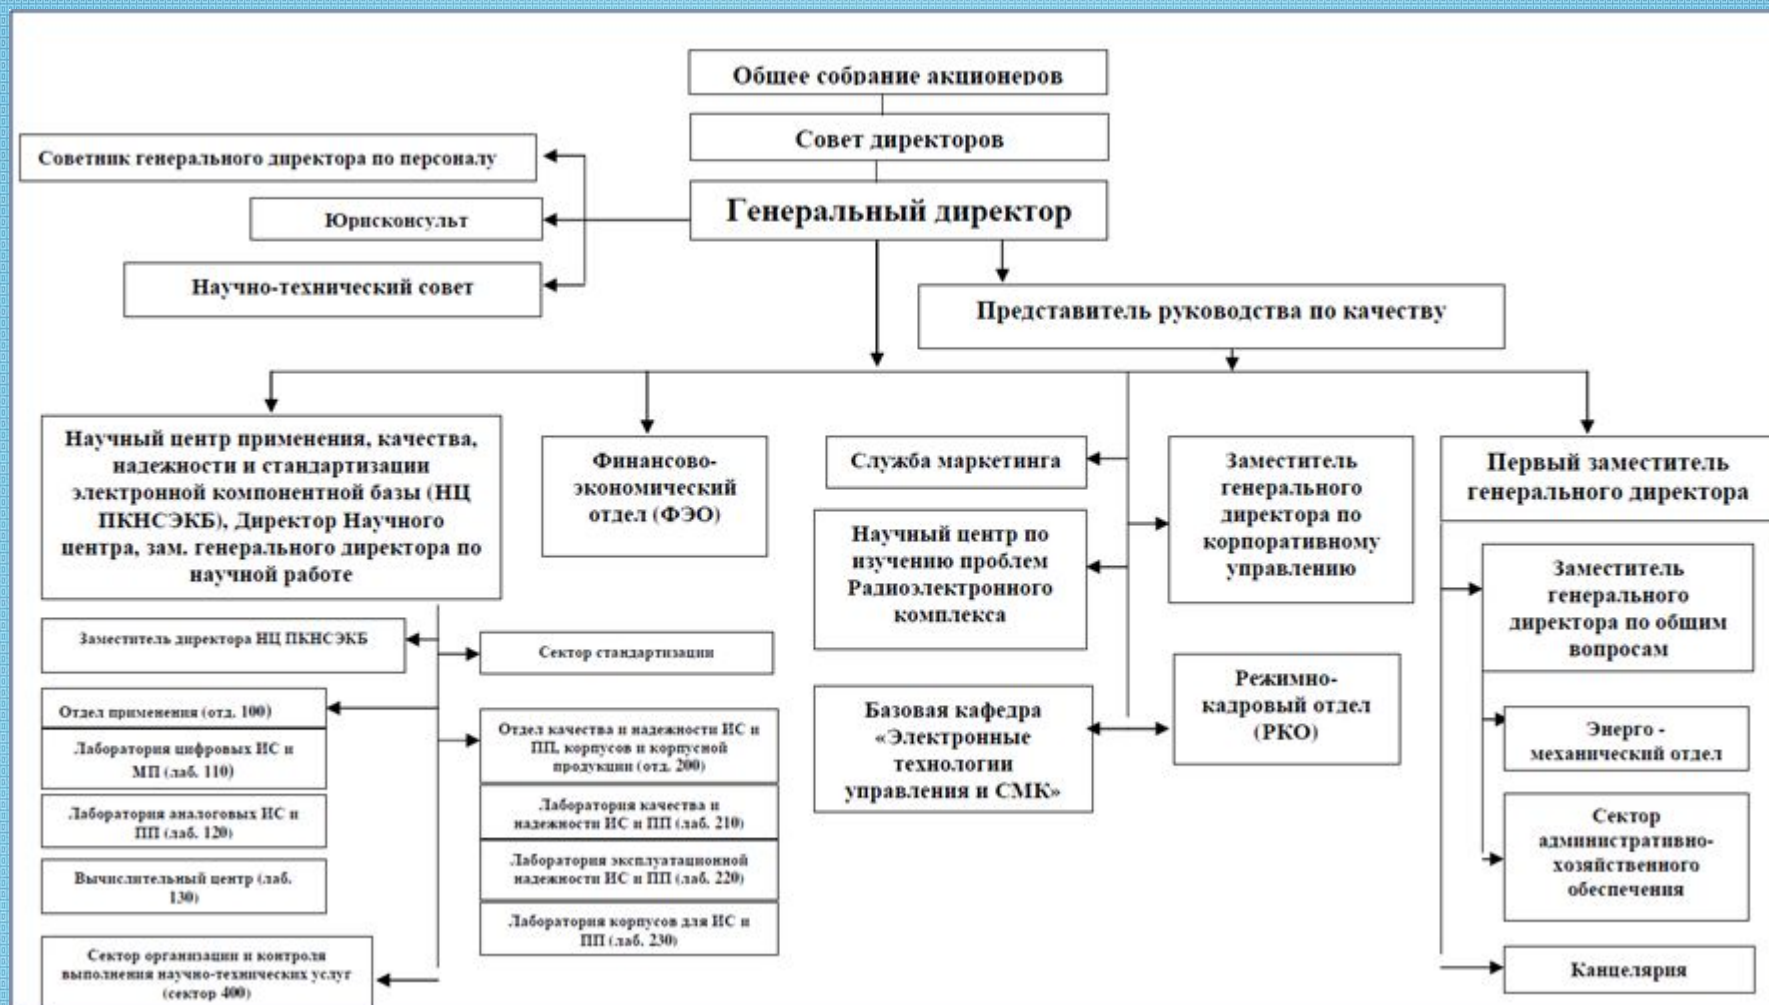 Общее собрание акционеров
Совет директоров
Советник генерального директора по персоналу
Генеральный директор
Юрисконсульт
Научно-технический совет
Представитель руководства по качеству
Научный центр применения, качества,
надежности и стандартизации
электронной компонентной базы (НЦ
ПКНСЭКБ), Директор Научного
центра, зам. генерального директора по
научной работе
Финансово-
экономический
отдел (ФЭО)
Служба маркетинга
Научный центр по
изучению проблем
Радиоэлектронного
комплекса
Базовая кафедра
«Электронные
технологии
управления и СМК»
Заместитель
генерального
директора по
корпоративному
управлению
Режимно-
кадровый отдел
(РКО)
Первый заместитель
генерального директора
Заместитель
генерального
директора по общим
вопросам
Энерго -
механический отдел
Сектор
административно-
хозяйственного
обеспечения
Канцелярия
Заместитель директора НЦ ПКНСЭКБ
Сектор стандартизации
Отдел применения (отд. 100)
Лаборатория цифровых ИС и
МП (лаб. 110)
Лаборатория аналоговых ИС и
ПП (лаб. 120)
Вычислительный центр (лаб.
130)
Сектор организации и контроля
выполнения научно-технических услуг
(сектор 400)
Отдел качества и надежности ИС и
ПП, корпусов и корпусной
продукции (отд. 200)
Лаборатория качества и
надежности ИС и ПП (лаб. 210)
Лаборатория эксплуатационной
надежности ИС и ПП (лаб. 220)
Лаборатория корпусов для ИС и
ПП (лаб. 230)